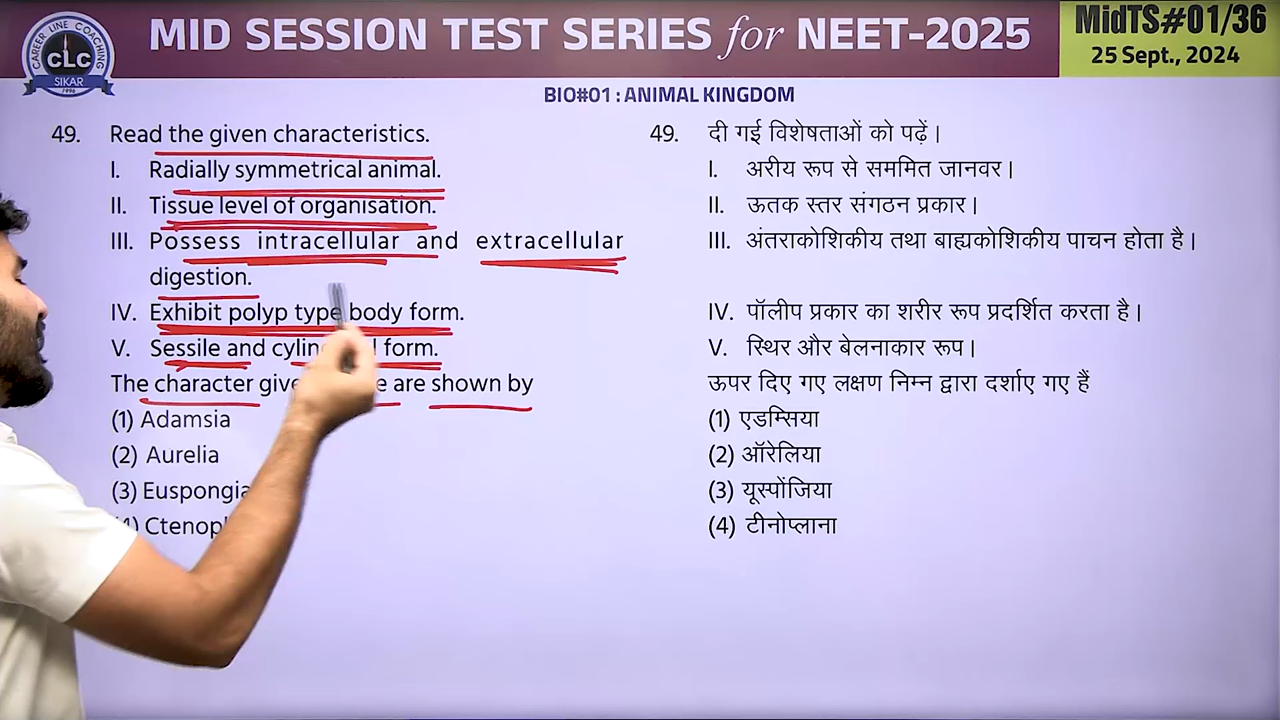 CAREER LINE COACHING
CLC
SIKAR
1996
MID SESSION TEST SERIES for NEET-2025
MidTS#01/36
25 Sept., 2024
BIO#01 : ANIMAL KINGDOM
49. Read the given characteristics.
I. Radially symmetrical animal.
II. Tissue level of organisation.
III. Possess intracellular and extracellular
digestion.
IV. Exhibit polyp type body form.
V. Sessile and form.
The character are shown by
(1) Adamsia
(2) Aurelia
(3) Euspongia
(4)
49. दी गई विशेषताओं को पढ़ें।
I. अरीय रूप से सममित जानवर।
II. ऊतक स्तर संगठन प्रकार।
III. अंतराकोशिकीय तथा बाह्यकोशिकीय पाचन होता है।
IV. पॉलीप प्रकार का शरीर रूप प्रदर्शित करता है।
V. स्थिर और बेलनाकार रूप।
ऊपर दिए गए लक्षण निम्न द्वारा दर्शाए गए हैं
(1) एडम्सिया
(2) ऑरेलिया
(3) यूस्पोंजिया
(4) टीनोप्लाना